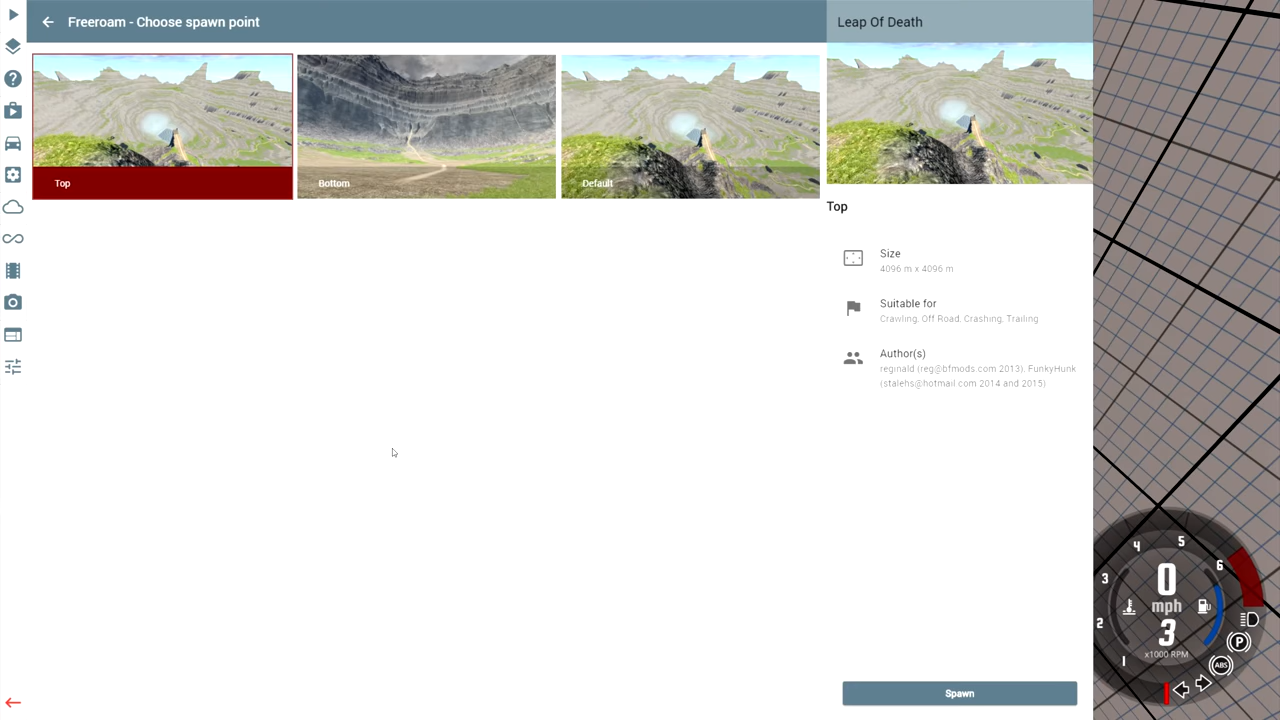 Freeroam - Choose spawn point
Leap Of Death
Top
Bottom
Default
Top
Size
4096 m x 4096 m
Suitable for
Crawling, Off Road, Crashing, Trailing
Author(s)
reginald (reg@bfmods.com 2013), FunkyHunk
(stalehs@hotmail.com 2014 and 2015)
Spawn
1
2
3
4
5
6
0
mph
3
x1000 RPM
P
ABS